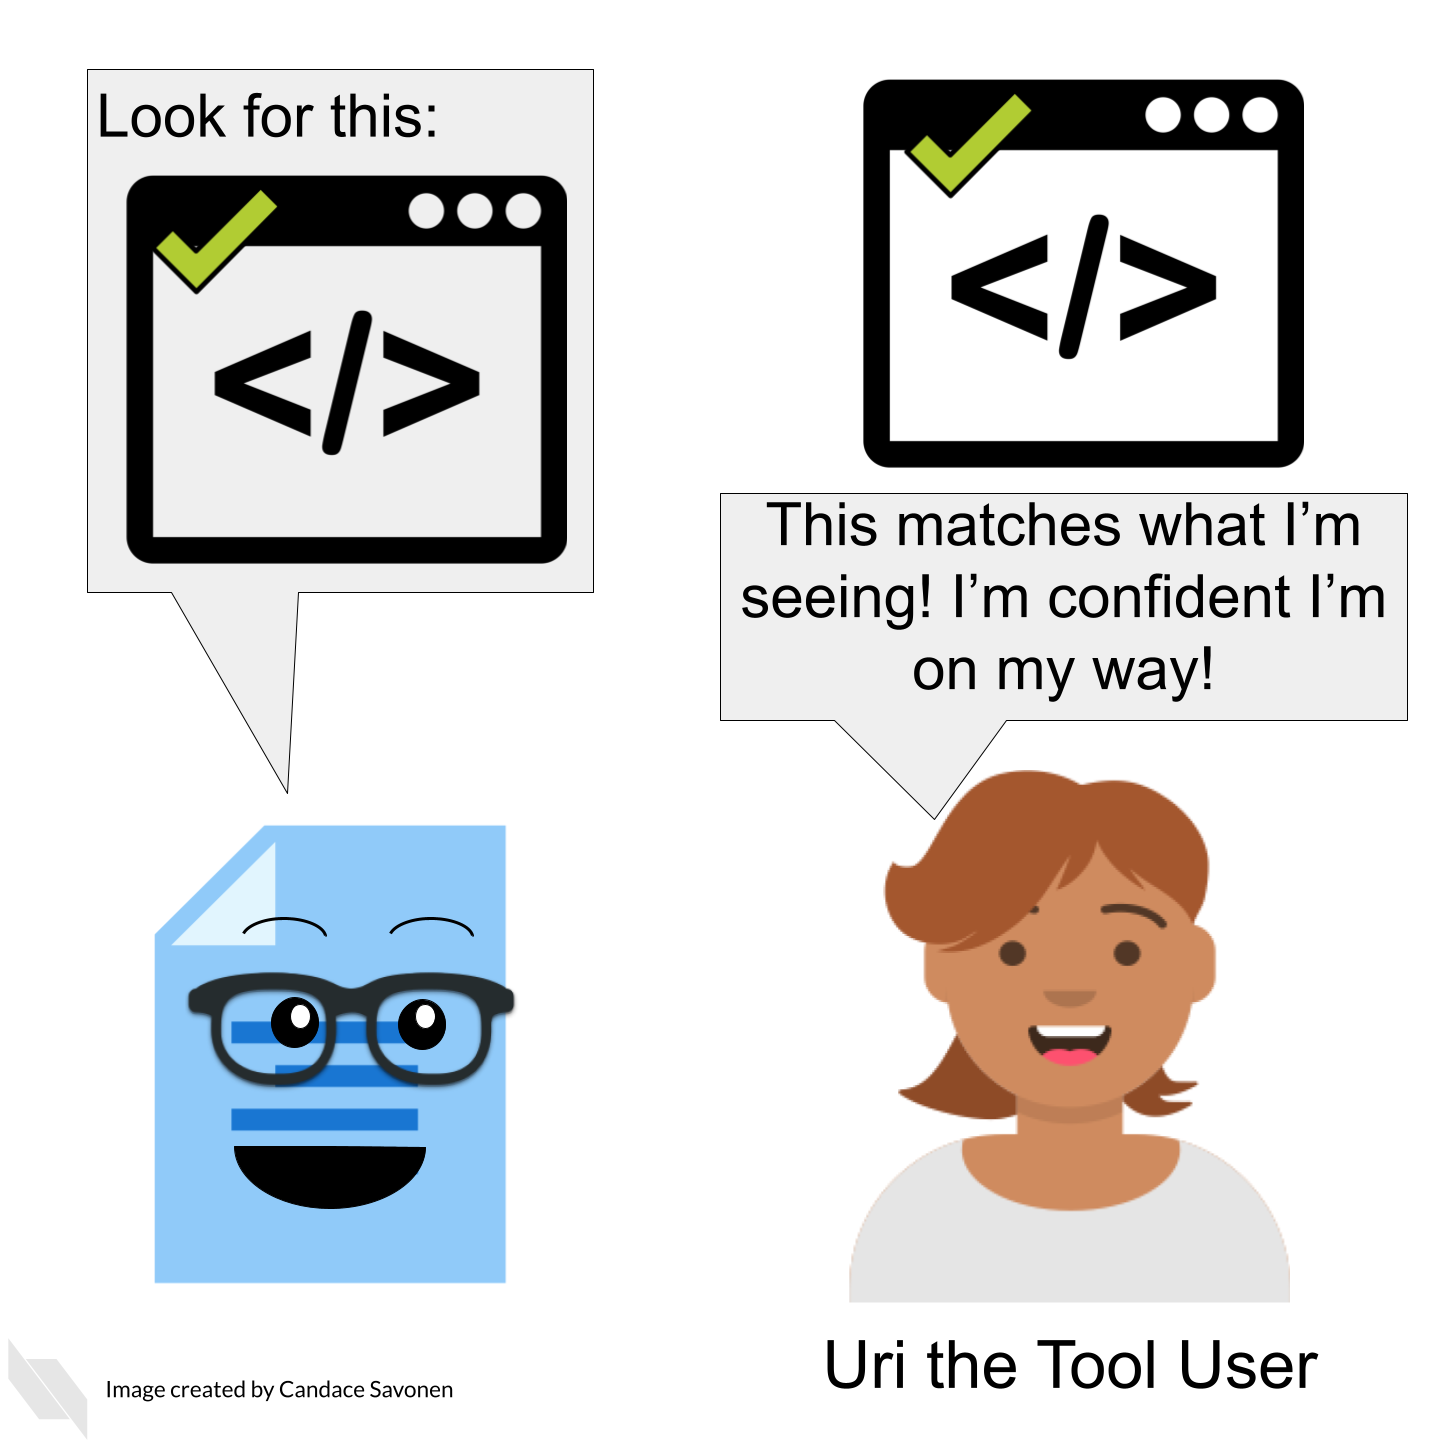 Look for this:
</>
</>
This matches what I’m
seeing! I’m confident I’m
on my way!
Uri the Tool User
Image created by Candace Savonen